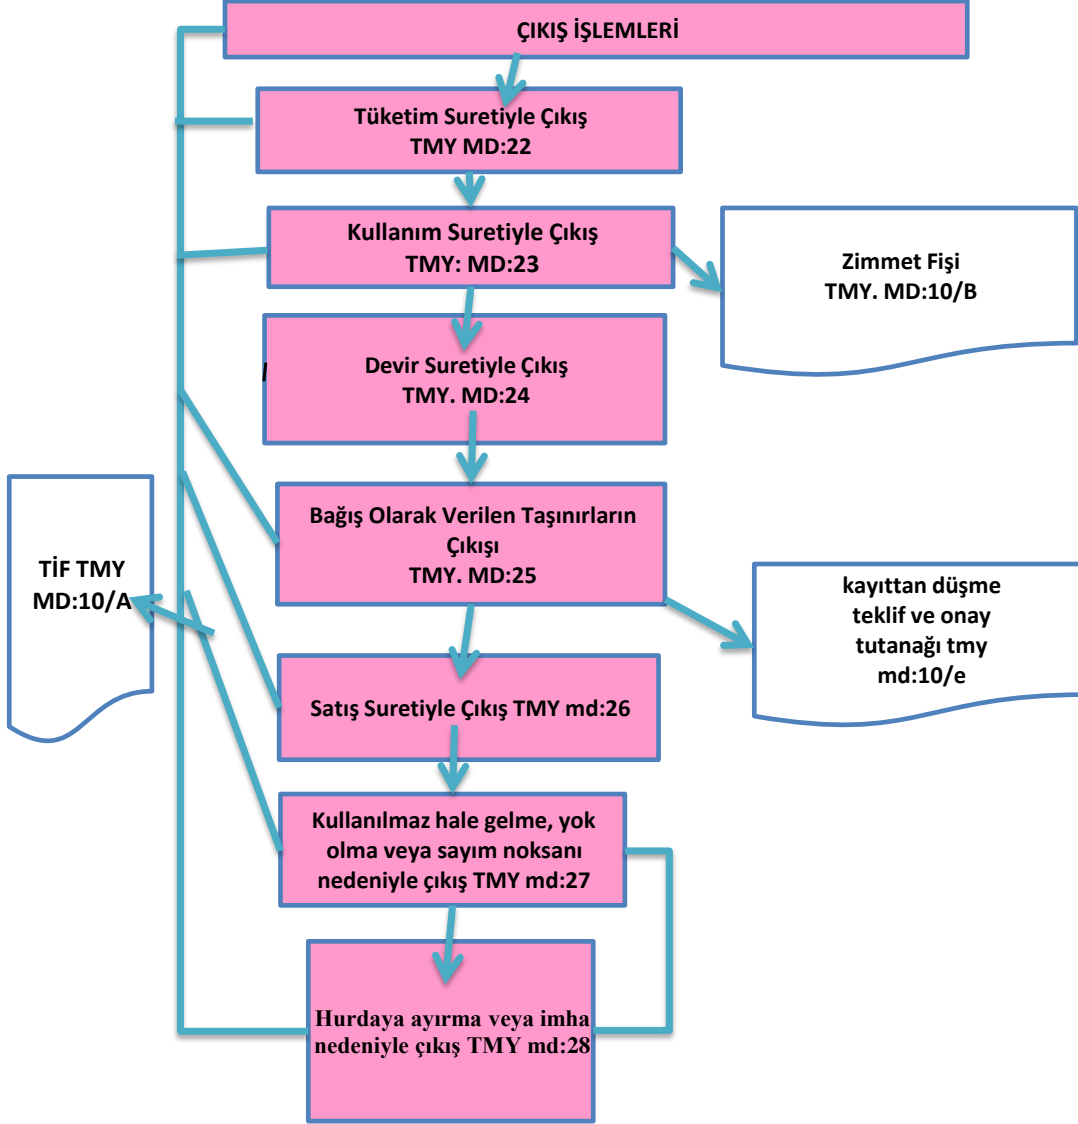 ÇIKIŞ İŞLEMLERİ
Tüketim Suretiyle Çıkış
TMY MD:22
Kullanım Suretiyle Çıkış
TMY: MD:23
Zimmet Fişi
TMY. MD:10/B
Devir Suretiyle Çıkış
TMY. MD:24
Bağış Olarak Verilen Taşınırların
Çıkışı
TMY. MD:25
TİF TMY
MD:10/A
kayıttan düşme
teklif ve onay
tutanağı tmy
md:10/e
Satış Suretiyle Çıkış TMY md:26
Kullanılmaz hale gelme, yok
olma veya sayım noksanı
nedeniyle çıkış TMY md:27
Hurdaya ayırma veya imha
nedeniyle çıkış TMY md:28